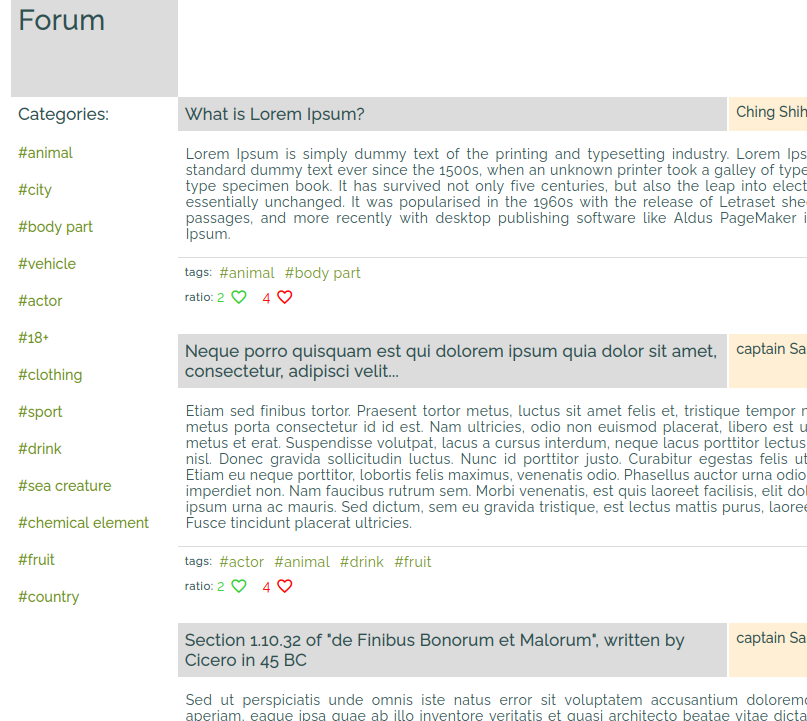 Forum
Categories:
#animal
#city
#body part
#vehicle
#actor
#18+
#clothing
#sport
#drink
#sea creature
#chemical element
#fruit
#country
What is Lorem Ipsum?
Ching Shih
Lorem Ipsum is simply dummy text of the printing and typesetting industry. Lorem Ips
standard dummy text ever since the 1500s, when an unknown printer took a galley of type
type specimen book. It has survived not only five centuries, but also the leap into elect
essentially unchanged. It was popularised in the 1960s with the release of Letraset she
passages, and more recently with desktop publishing software like Aldus PageMaker i
Ipsum.
tags: #animal #body part
ratio: 2 4
Neque porro quisquam est qui dolorem ipsum quia dolor sit amet,
consectetur, adipisci velit...
captain Sa
Etiam sed finibus tortor. Praesent tortor metus, luctus sit amet felis et, tristique tempor
metus porta consectetur id id est. Nam ultricies, odio non euismod placerat, libero est u
metus et erat. Suspendisse volutpat, lacus a cursus interdum, neque lacus porttitor lectus
nisl. Donec gravida sollicitudin luctus. Nunc id porttitor justo. Curabitur egestas felis ut
Etiam eu neque porttitor, lobortis felis maximus, venenatis odio. Phasellus auctor urna odio
imperdiet non. Nam faucibus rutrum sem. Morbi venenatis, est quis laoreet facilisis, elit dol
ipsum urna ac mauris. Sed dictum, sem eu gravida tristique, est lectus mattis purus, laore
Fusce tincidunt placerat ultricies.
tags: #actor #animal #drink #fruit
ratio: 2 4
Section 1.10.32 of "de Finibus Bonorum et Malorum", written by
Cicero in 45 BC
captain Sa
Sed ut perspiciatis unde omnis iste natus error sit voluptatem accusantium dolorem
aperiam, eaque ipsa quae ab illo inventore veritatis et quasi architecto beatae vitae dicta